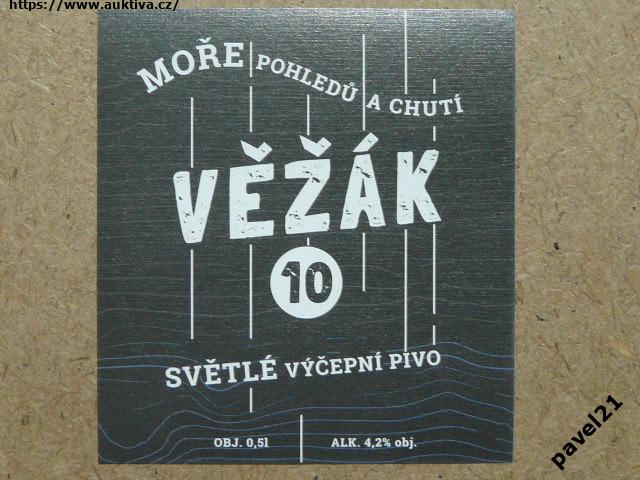 https://www.auktiva.cz/
MOŘE POHLEDŮ A CHUTÍ
VĚŽÁK
10
SVĚTLÉ VÝČEPNÍ PIVO
OBJ. 0,5l ALK. 4,2% obj.
pavel21